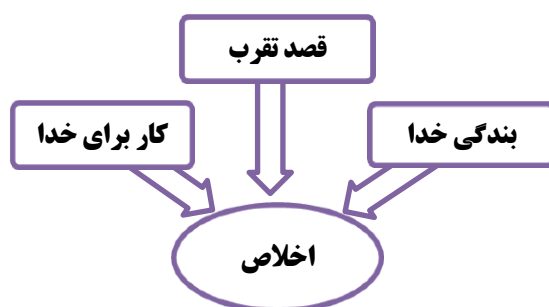 قصد تقرب
بندگی خدا
کار برای خدا
اخلاص